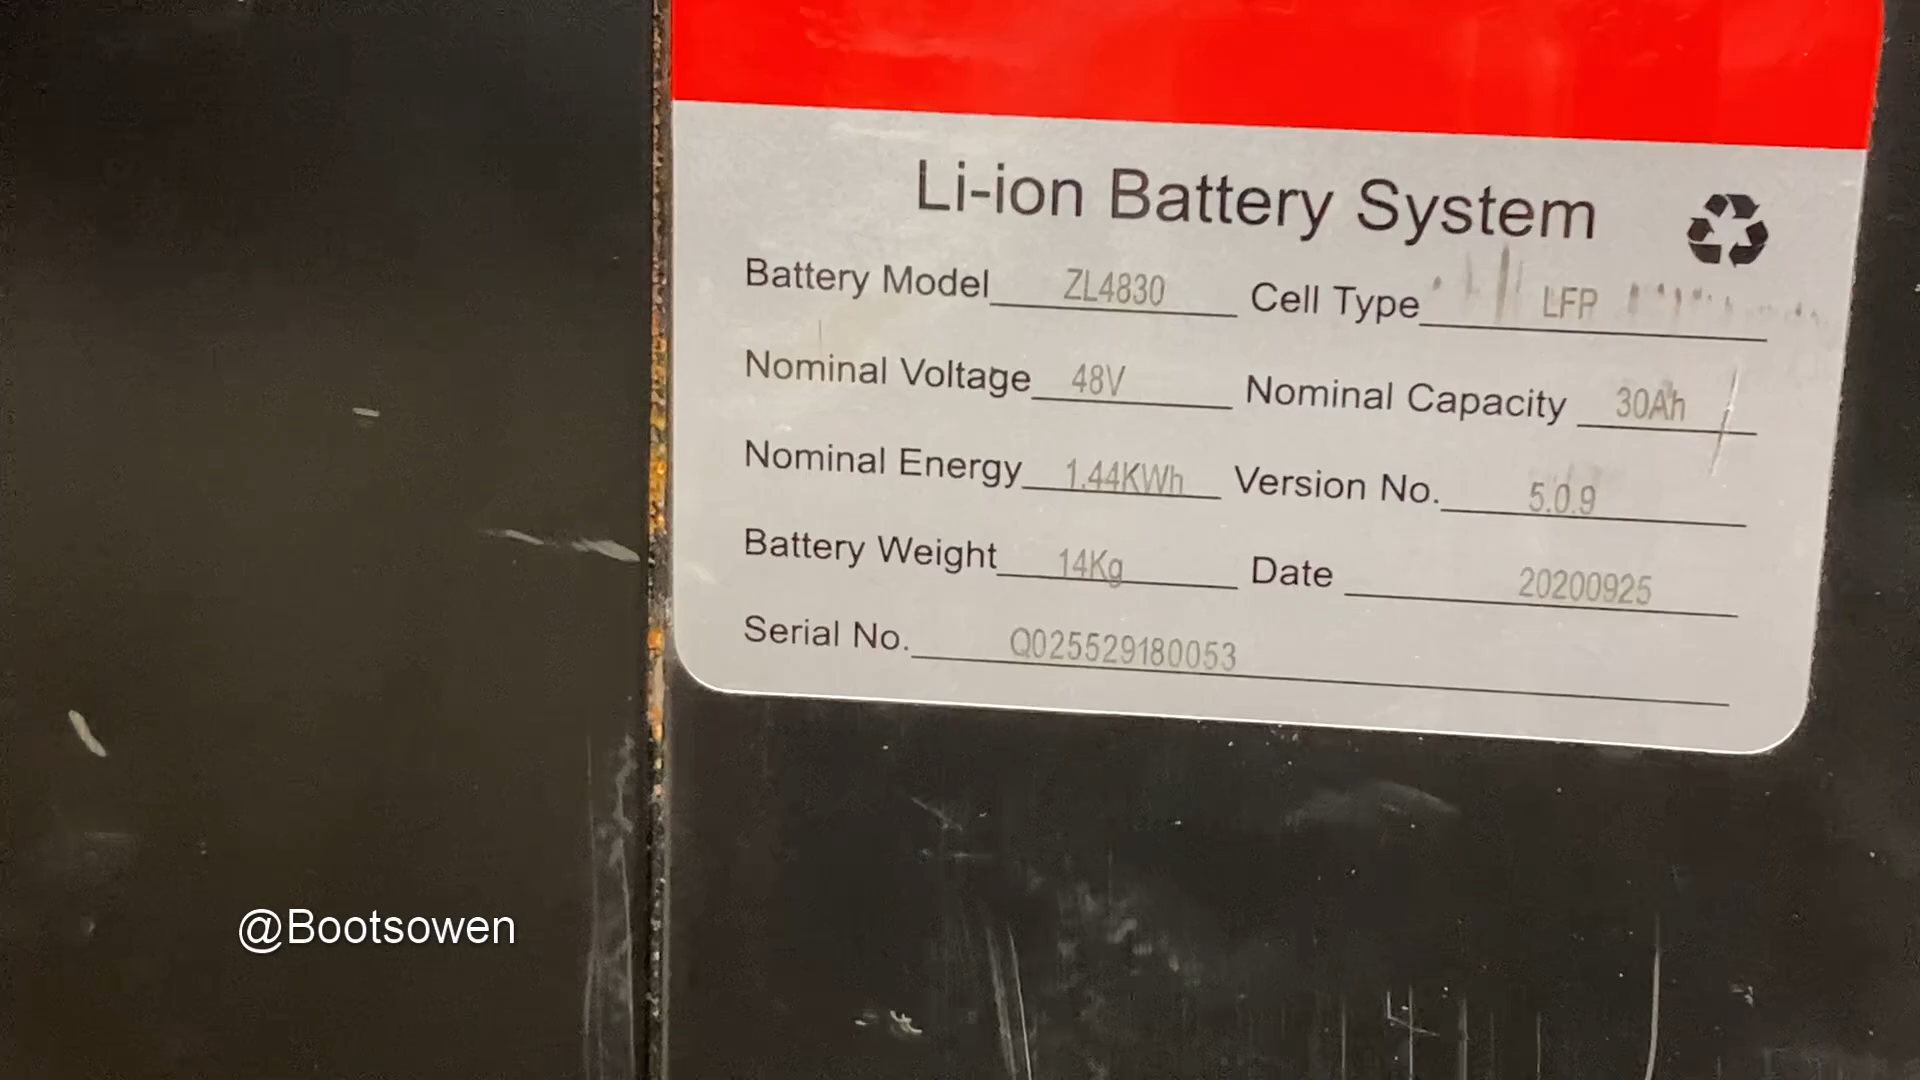 Li-ion Battery System
Battery Model ZL4830 Cell Type LFP
Nominal Voltage 48V Nominal Capacity 30Ah
Nominal Energy 1.44KWh Version No. 5.0.9
Battery Weight 14Kg Date 20200925
Serial No. Q025529180053
@Bootsowen